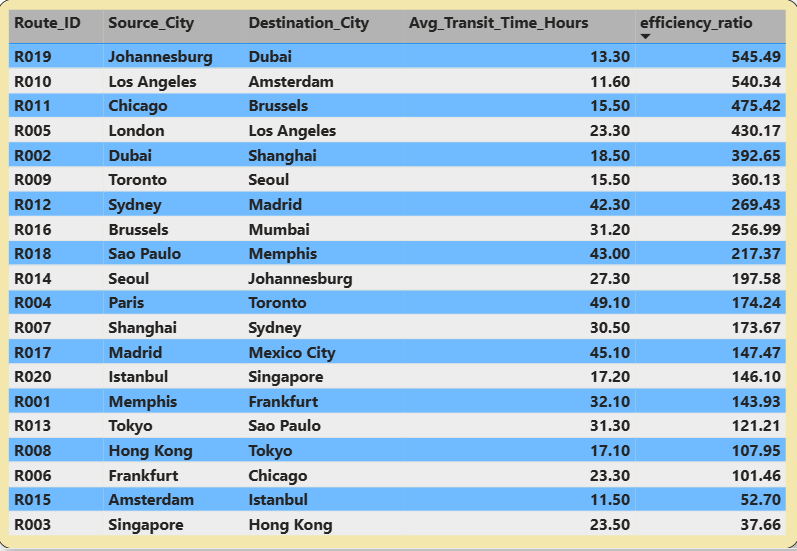 Route_ID Source_City Destination_City Avg_Transit_Time_Hours efficiency_ratio
R019 Johannesburg Dubai 13.30 545.49
R010 Los Angeles Amsterdam 11.60 540.34
R011 Chicago Brussels 15.50 475.42
R005 London Los Angeles 23.30 430.17
R002 Dubai Shanghai 18.50 392.65
R009 Toronto Seoul 15.50 360.13
R012 Sydney Madrid 42.30 269.43
R016 Brussels Mumbai 31.20 256.99
R018 Sao Paulo Memphis 43.00 217.37
R014 Seoul Johannesburg 27.30 197.58
R004 Paris Toronto 49.10 174.24
R007 Shanghai Sydney 30.50 173.67
R017 Madrid Mexico City 45.10 147.47
R020 Istanbul Singapore 17.20 146.10
R001 Memphis Frankfurt 32.10 143.93
R013 Tokyo Sao Paulo 31.30 121.21
R008 Hong Kong Tokyo 17.10 107.95
R006 Frankfurt Chicago 23.30 101.46
R015 Amsterdam Istanbul 11.50 52.70
R003 Singapore Hong Kong 23.50 37.66